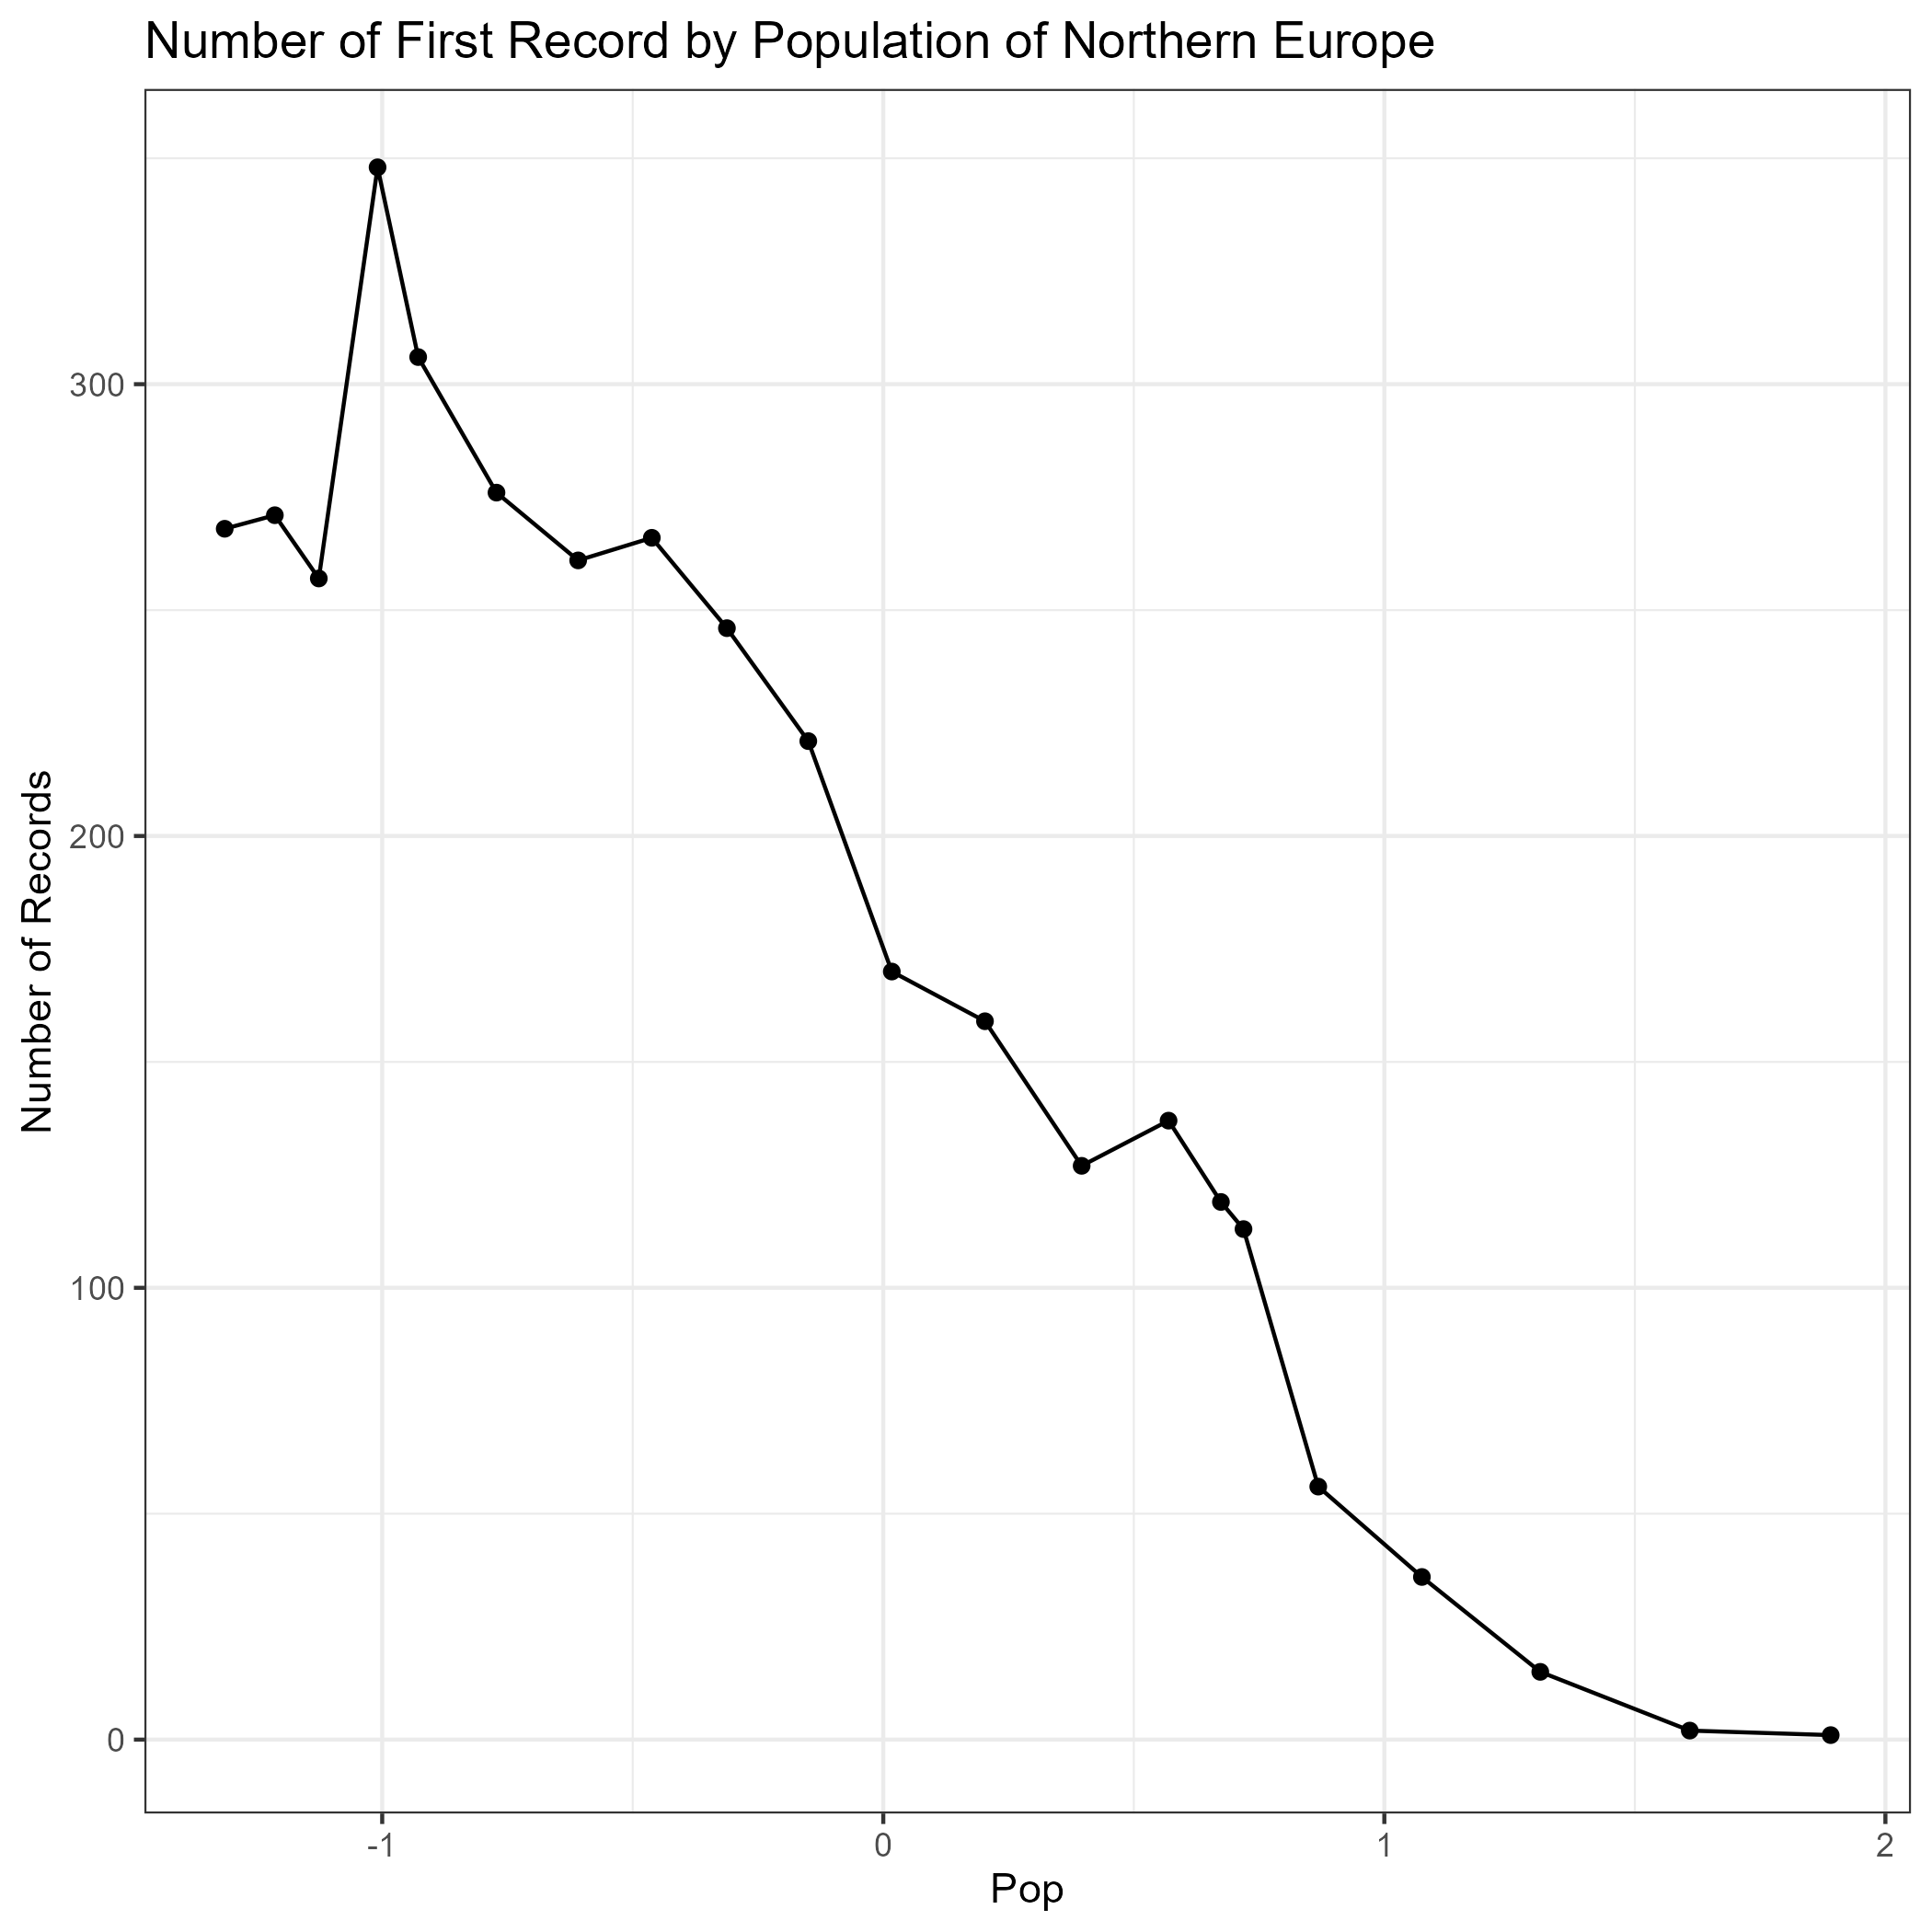 Number of First Record by Population of Northern Europe
Number of Records
300
200
100
0
-1
0
1
2
Pop